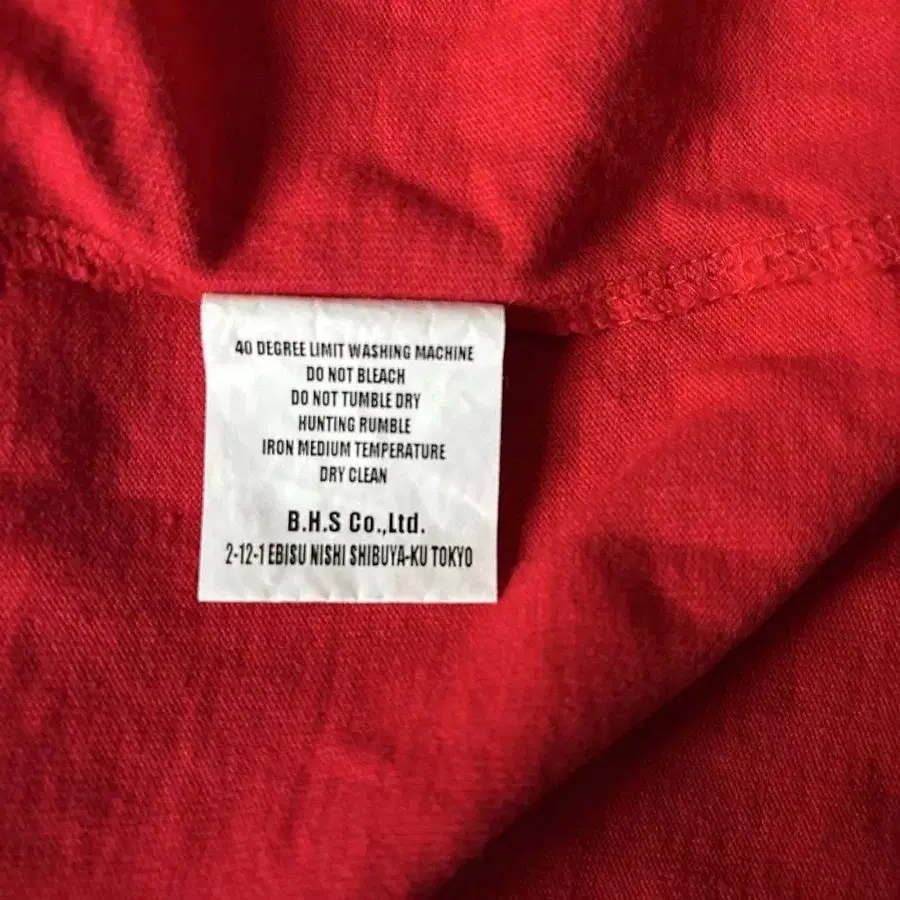 40 DEGREE LIMIT WASHING MACHINE
DO NOT BLEACH
DO NOT TUMBLE DRY
HUNTING RUMBLE
IRON MEDIUM TEMPERATURE
DRY CLEAN
B.H.S Co.,Ltd.
2-12-1 EBISU NISHI SHIBUYA-KU TOKYO